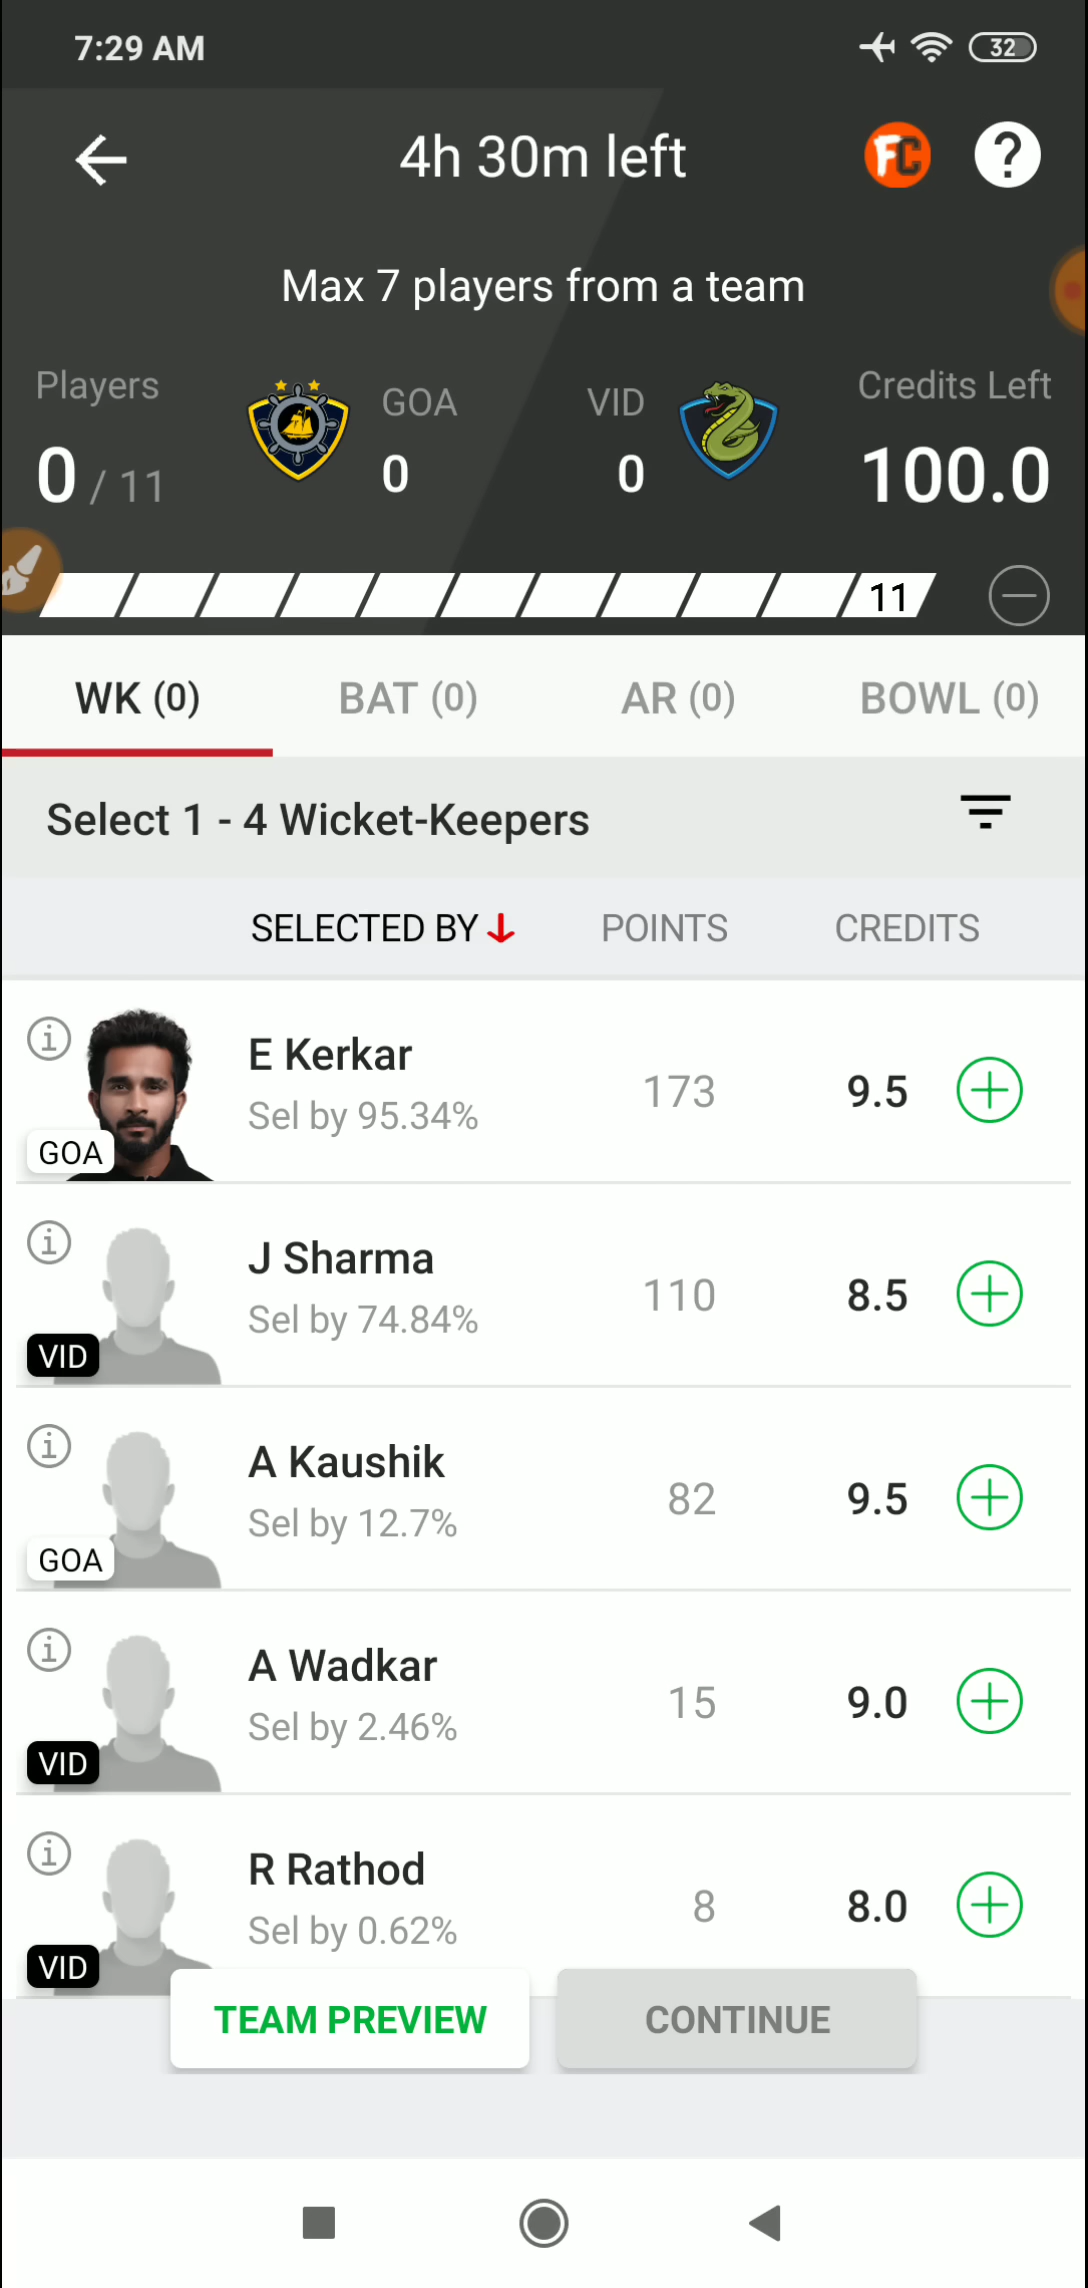 7:29 AM
32
4h 30m left
FC
?
Max 7 players from a team
Players
GOA
VID
Credits Left
0 / 11
0
0
100.0
11
WK (0)
BAT (0)
AR (0)
BOWL (0)
Select 1 - 4 Wicket-Keepers
SELECTED BY
POINTS
CREDITS
E Kerkar
Sel by 95.34%
173
9.5
GOA
J Sharma
Sel by 74.84%
110
8.5
VID
A Kaushik
Sel by 12.7%
82
9.5
GOA
A Wadkar
Sel by 2.46%
15
9.0
VID
R Rathod
Sel by 0.62%
8
8.0
VID
TEAM PREVIEW
CONTINUE